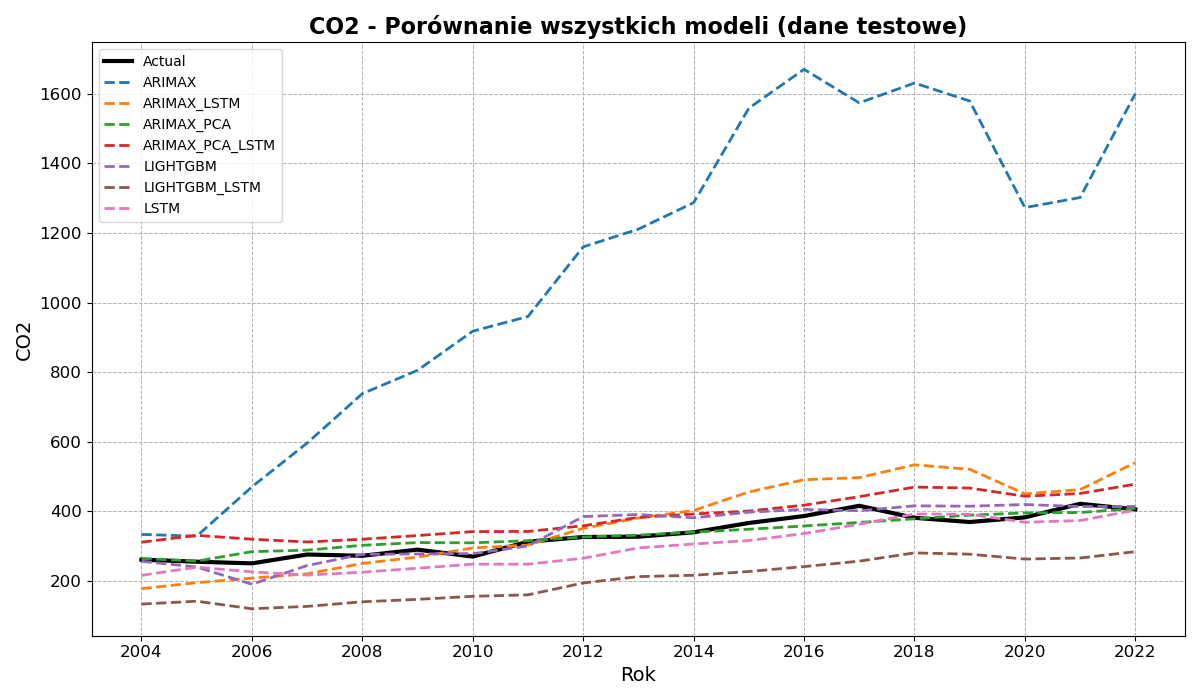 CO2 - Porównanie wszystkich modeli (dane testowe)
Actual
ARIMAX
ARIMAX_LSTM
ARIMAX_PCA
ARIMAX_PCA_LSTM
LIGHTGBM
LIGHTGBM_LSTM
LSTM
CO2
1600
1400
1200
1000
800
600
400
200
2004 2006 2008 2010 2012 2014 2016 2018 2020 2022
Rok